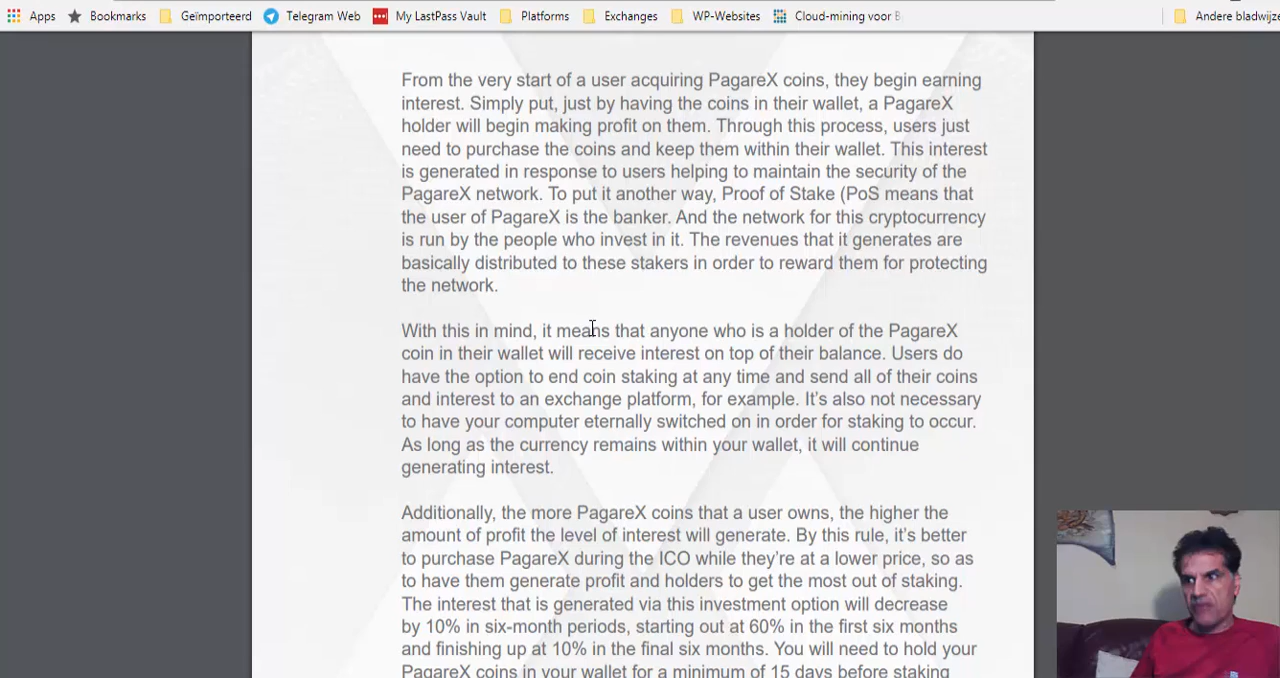 Apps Bookmarks Geïmporteerd Telegram Web My LastPass Vault Platforms Exchanges WP-Websites Cloud-mining voor Andere bladwijze
From the very start of a user acquiring PagareX coins, they begin earning
interest. Simply put, just by having the coins in their wallet, a PagareX
holder will begin making profit on them. Through this process, users just
need to purchase the coins and keep them within their wallet. This interest
is generated in response to users helping to maintain the security of the
PagareX network. To put it another way, Proof of Stake (PoS means that
the user of PagareX is the banker. And the network for this cryptocurrency
is run by the people who invest in it. The revenues that it generates are
basically distributed to these stakers in order to reward them for protecting
the network.
With this in mind, it means that anyone who is a holder of the PagareX
coin in their wallet will receive interest on top of their balance. Users do
have the option to end coin staking at any time and send all of their coins
and interest to an exchange platform, for example. It's also not necessary
to have your computer eternally switched on in order for staking to occur.
As long as the currency remains within your wallet, it will continue
generating interest.
Additionally, the more PagareX coins that a user owns, the higher the
amount of profit the level of interest will generate. By this rule, it's better
to purchase PagareX during the ICO while they're at a lower price, so as
to have them generate profit and holders to get the most out of staking.
The interest that is generated via this investment option will decrease
by 10% in six-month periods, starting out at 60% in the first six months
and finishing up at 10% in the final six months. You will need to hold your
PagareX coins in your wallet for a minimum of 15 days before staking